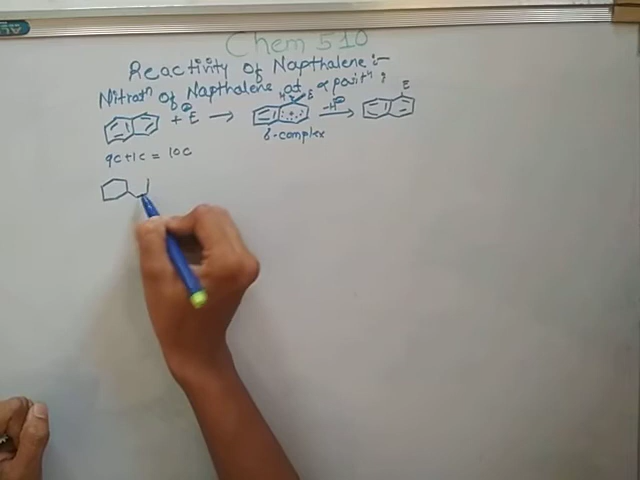 Chem 510
Reactivity of Napthalene :-
Nitratⁿ of Napthalene at α positⁿ :
+ E⊕ → H E -H⊕ → E
σ-complex
9C+1C = 10C